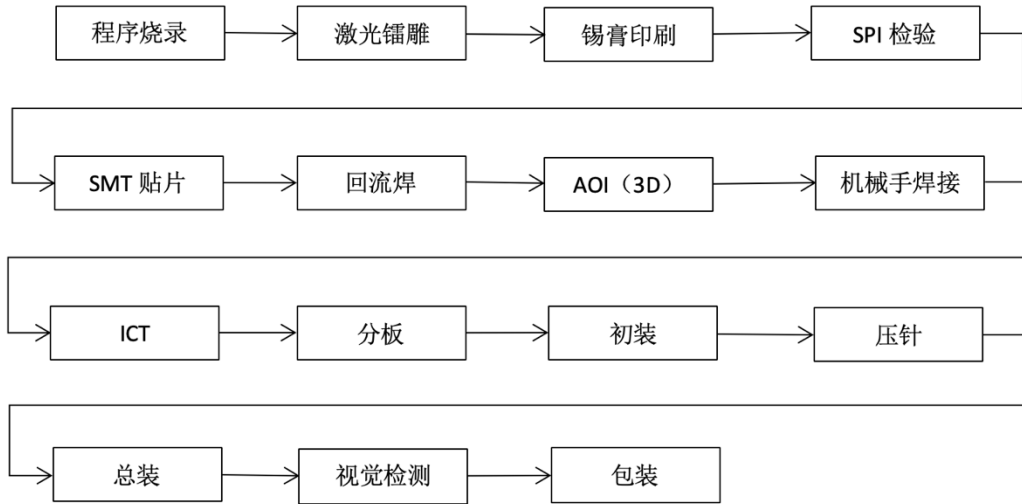 程序烧录
激光镭雕
锡膏印刷
SPI 检验
SMT 贴片
回流焊
AOI（3D）
机械手焊接
ICT
分板
初装
压针
总装
视觉检测
包装